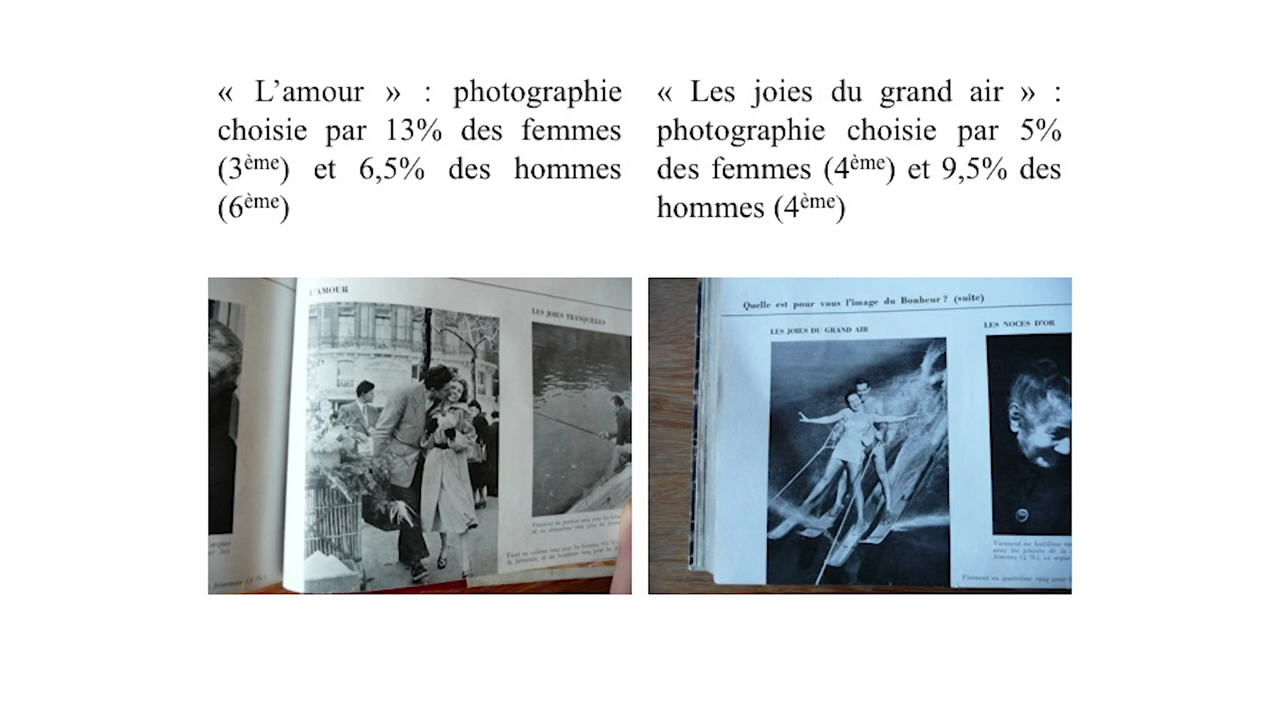 « L’amour » : photographie
choisie par 13% des femmes
(3ème) et 6,5% des hommes
(6ème)
« Les joies du grand air » :
photographie choisie par 5%
des femmes (4ème) et 9,5% des
hommes (4ème)
L'AMOUR
LES JOIES TRANQUILLES
Quelle est pour vous l'image du Bonheur ? (suite)
LES JOIES DU GRAND AIR
LES NOCES D'OR